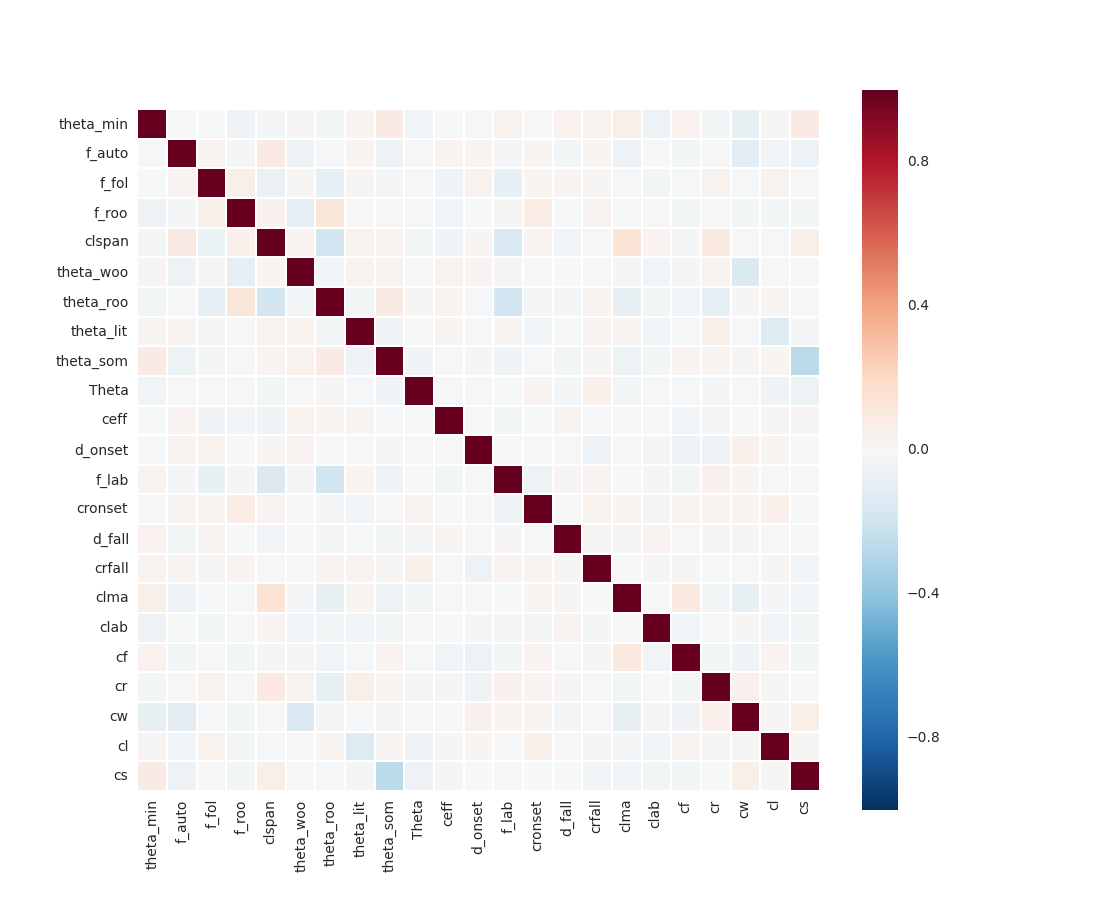 theta_min
f_auto
f_fol
f_roo
clspan
theta_woo
theta_roo
theta_lit
theta_som
Theta
ceff
d_onset
f_lab
cronset
d_fall
crfall
clma
clab
cf
cr
cw
cl
cs
theta_min
f_auto
f_fol
f_roo
clspan
theta_woo
theta_roo
theta_lit
theta_som
Theta
ceff
d_onset
f_lab
cronset
d_fall
crfall
clma
clab
cf
cr
cw
cl
cs
0.8
0.4
0.0
−0.4
−0.8